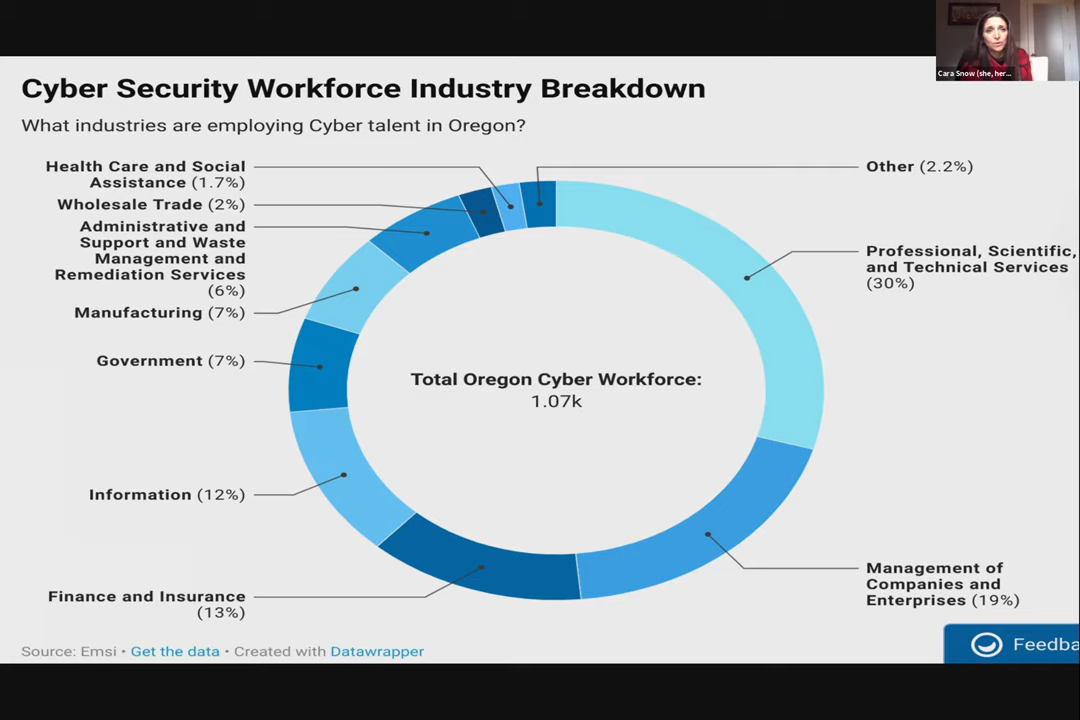 Cara Snow (she, her...
Cyber Security Workforce Industry Breakdown
What industries are employing Cyber talent in Oregon?
Health Care and Social
Assistance (1.7%)
Wholesale Trade (2%)
Administrative and
Support and Waste
Management and
Remediation Services
(6%)
Manufacturing (7%)
Government (7%)
Information (12%)
Finance and Insurance
(13%)
Other (2.2%)
Professional, Scientific,
and Technical Services
(30%)
Management of
Companies and
Enterprises (19%)
Total Oregon Cyber Workforce:
1.07k
Source: Emsi • Get the data • Created with Datawrapper
Feedba